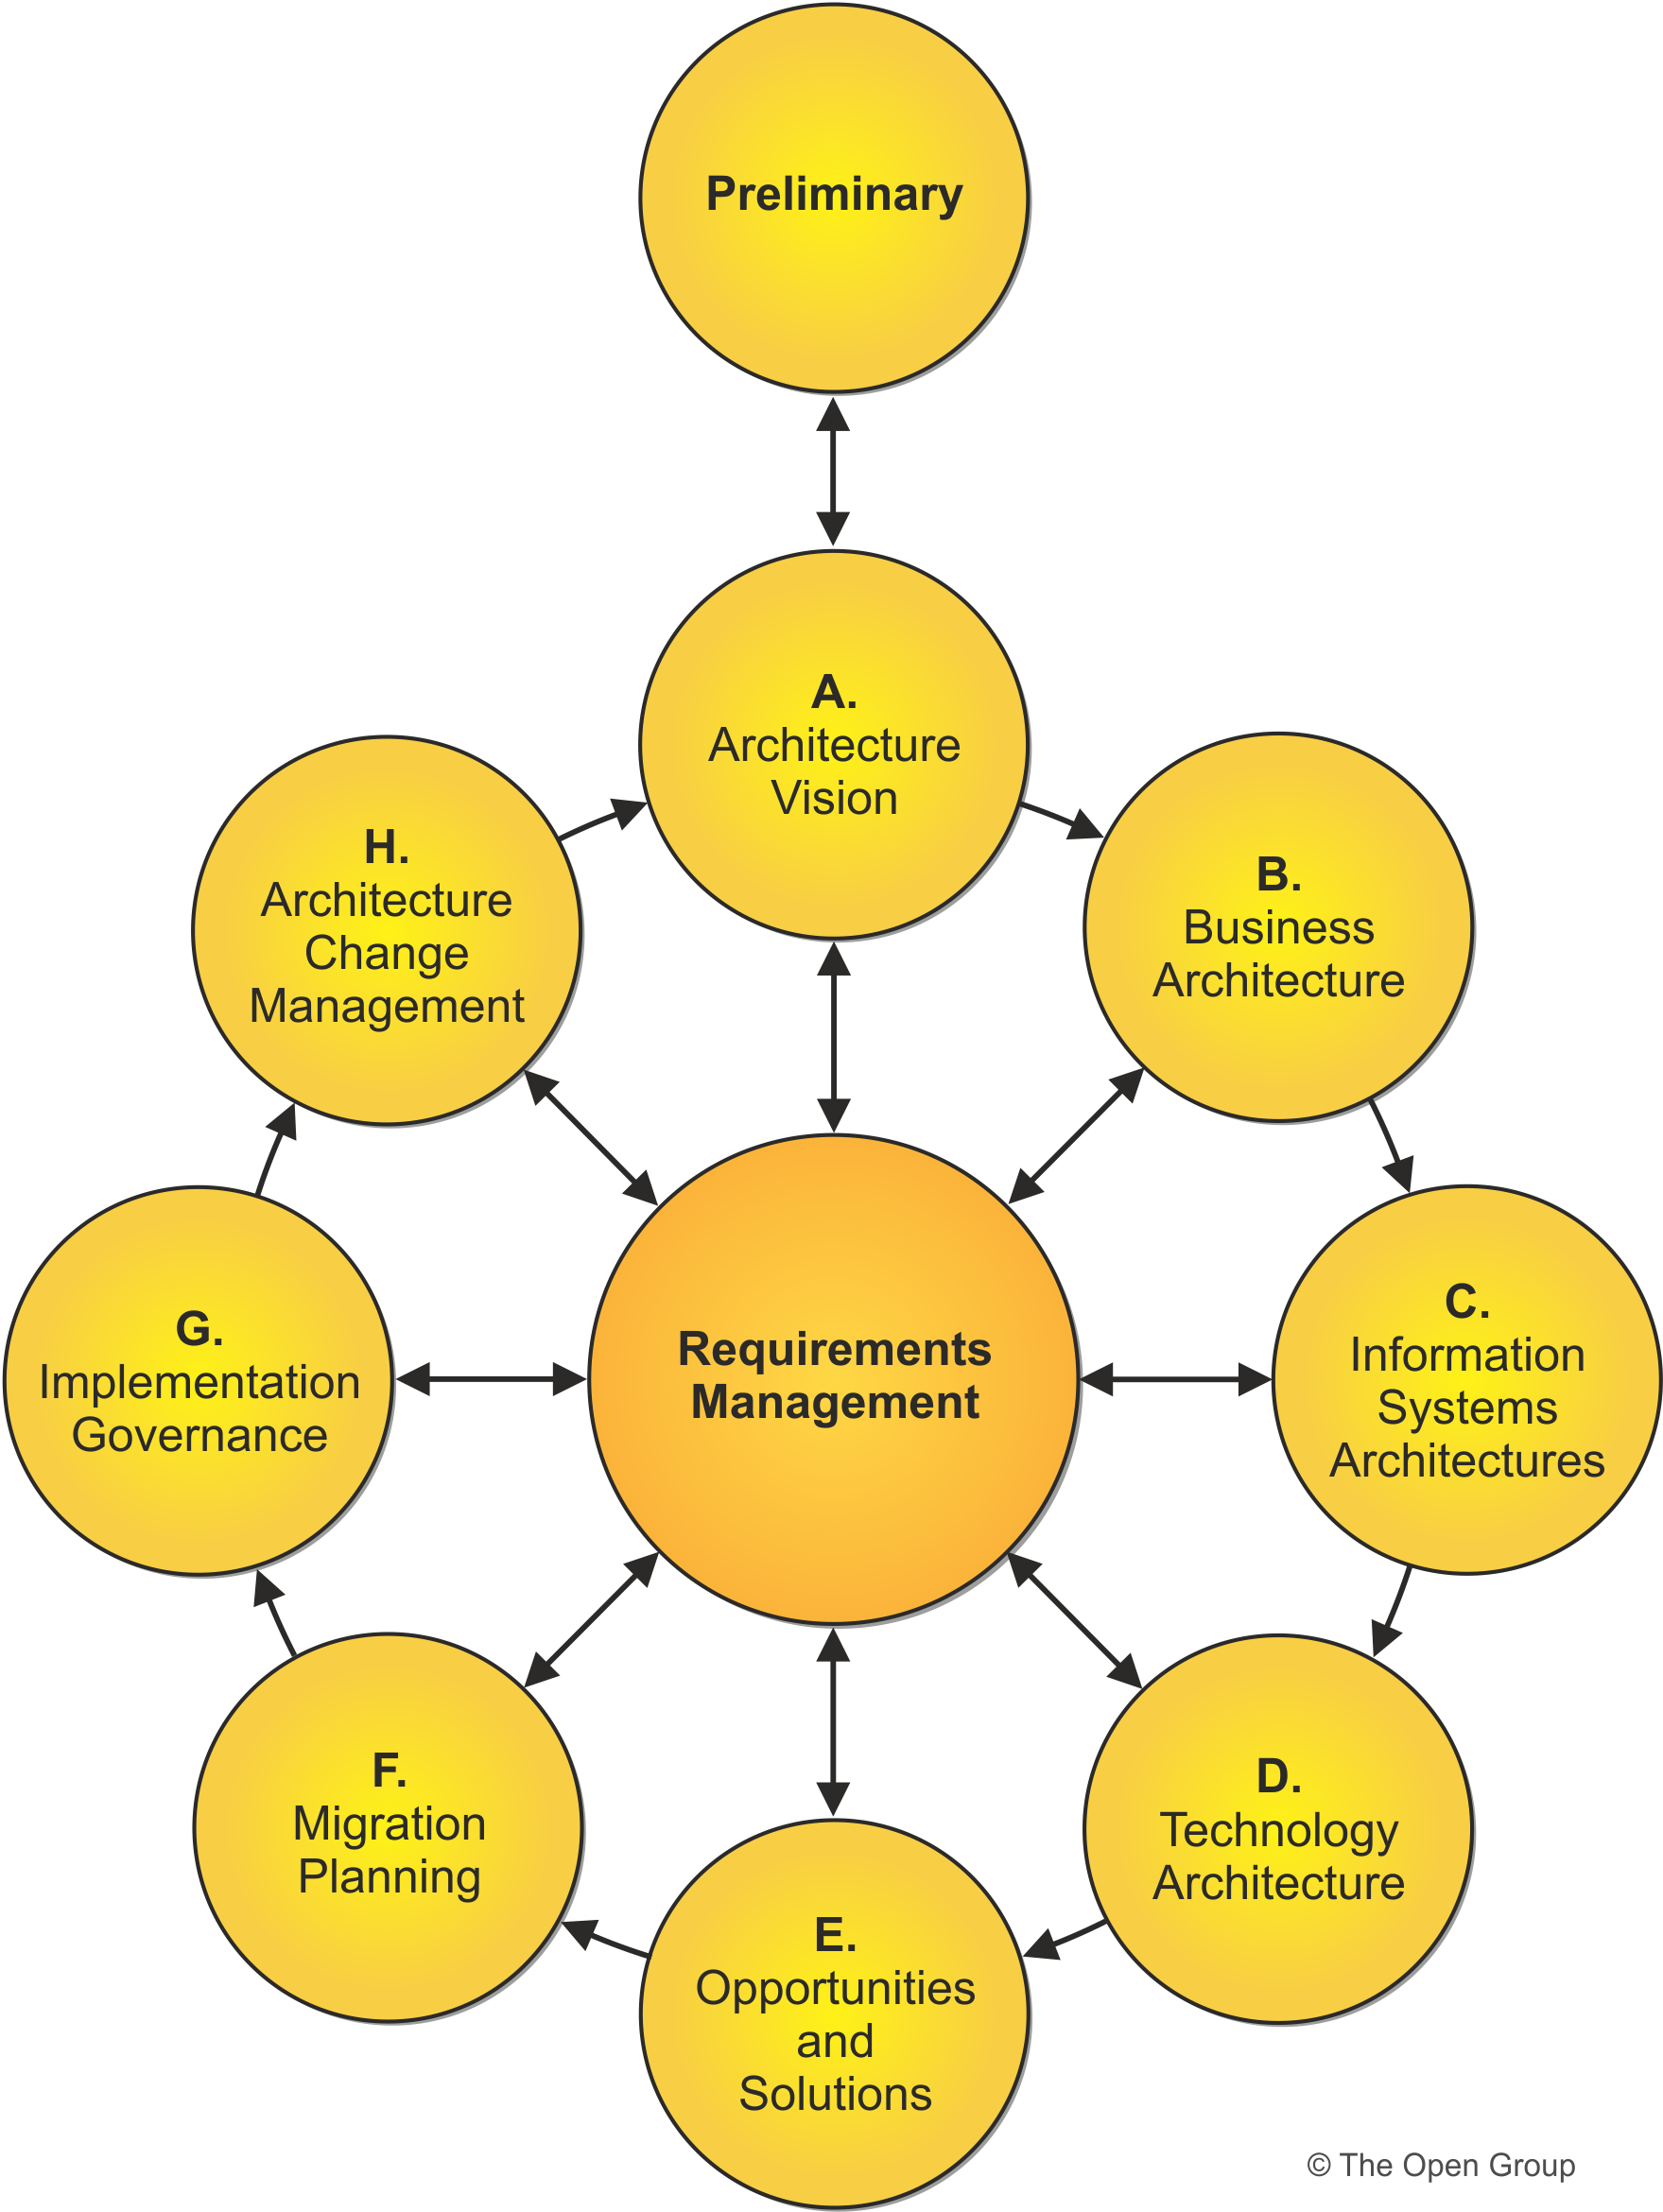 Preliminary
A.
Architecture
Vision
B.
Business
Architecture
C.
Information
Systems
Architectures
D.
Technology
Architecture
E.
Opportunities
and
Solutions
F.
Migration
Planning
G.
Implementation
Governance
H.
Architecture
Change
Management
Requirements
Management
© The Open Group